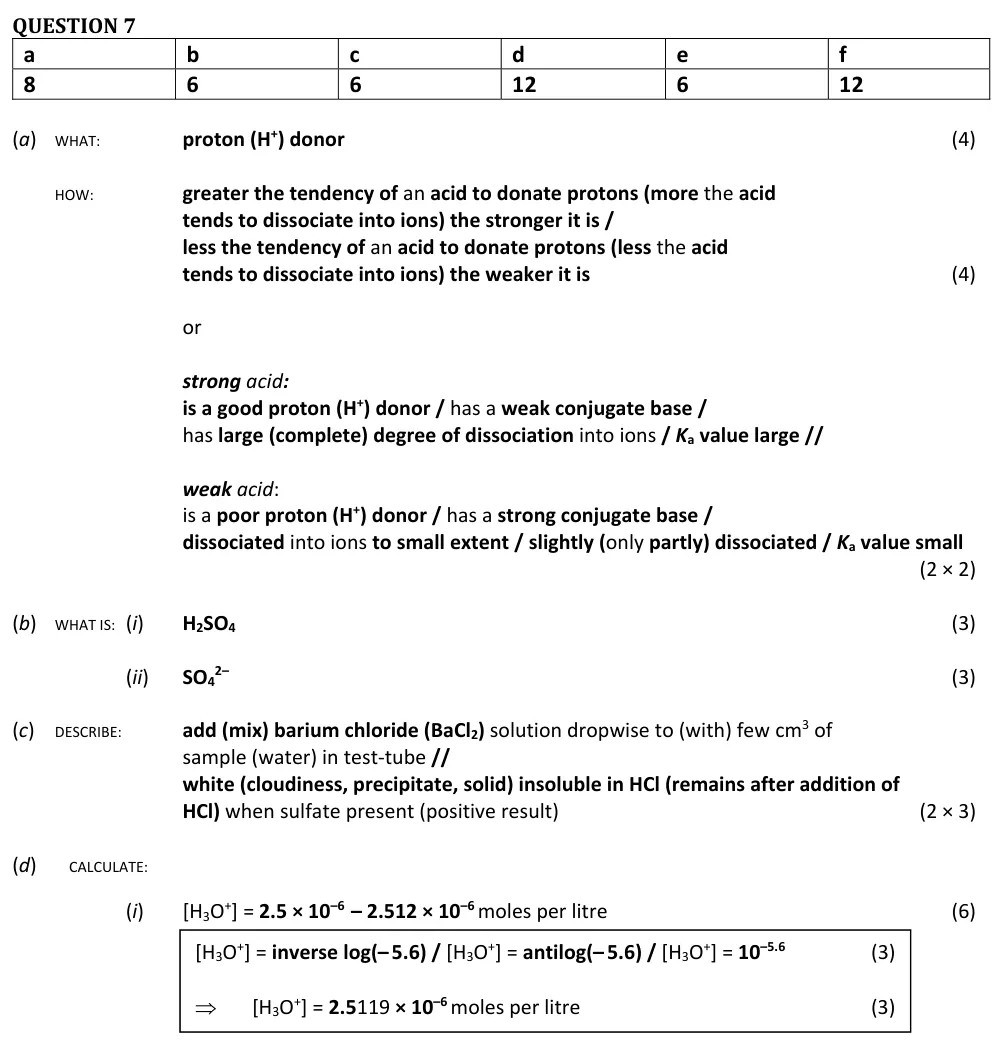 QUESTION 7
a b c d e f
8 6 6 12 6 12
(a) WHAT: proton (H⁺) donor (4)
HOW: greater the tendency of an acid to donate protons (more the acid
tends to dissociate into ions) the stronger it is /
less the tendency of an acid to donate protons (less the acid
tends to dissociate into ions) the weaker it is (4)
or
strong acid:
is a good proton (H⁺) donor / has a weak conjugate base /
has large (complete) degree of dissociation into ions / Kₐ value large //
weak acid:
is a poor proton (H⁺) donor / has a strong conjugate base /
dissociated into ions to small extent / slightly (only partly) dissociated / Kₐ value small
(2 × 2)
(b) WHAT IS: (i) H₂SO₄ (3)
(ii) SO₄²⁻ (3)
(c) DESCRIBE: add (mix) barium chloride (BaCl₂) solution dropwise to (with) few cm³ of
sample (water) in test-tube //
white (cloudiness, precipitate, solid) insoluble in HCl (remains after addition of
HCl) when sulfate present (positive result) (2 × 3)
(d) CALCULATE:
(i) [H₃O⁺] = 2.5 × 10⁻⁶ – 2.512 × 10⁻⁶ moles per litre (6)
[H₃O⁺] = inverse log(–5.6) / [H₃O⁺] = antilog(–5.6) / [H₃O⁺] = 10⁻⁵·⁶ (3)
⇒ [H₃O⁺] = 2.5119 × 10⁻⁶ moles per litre (3)